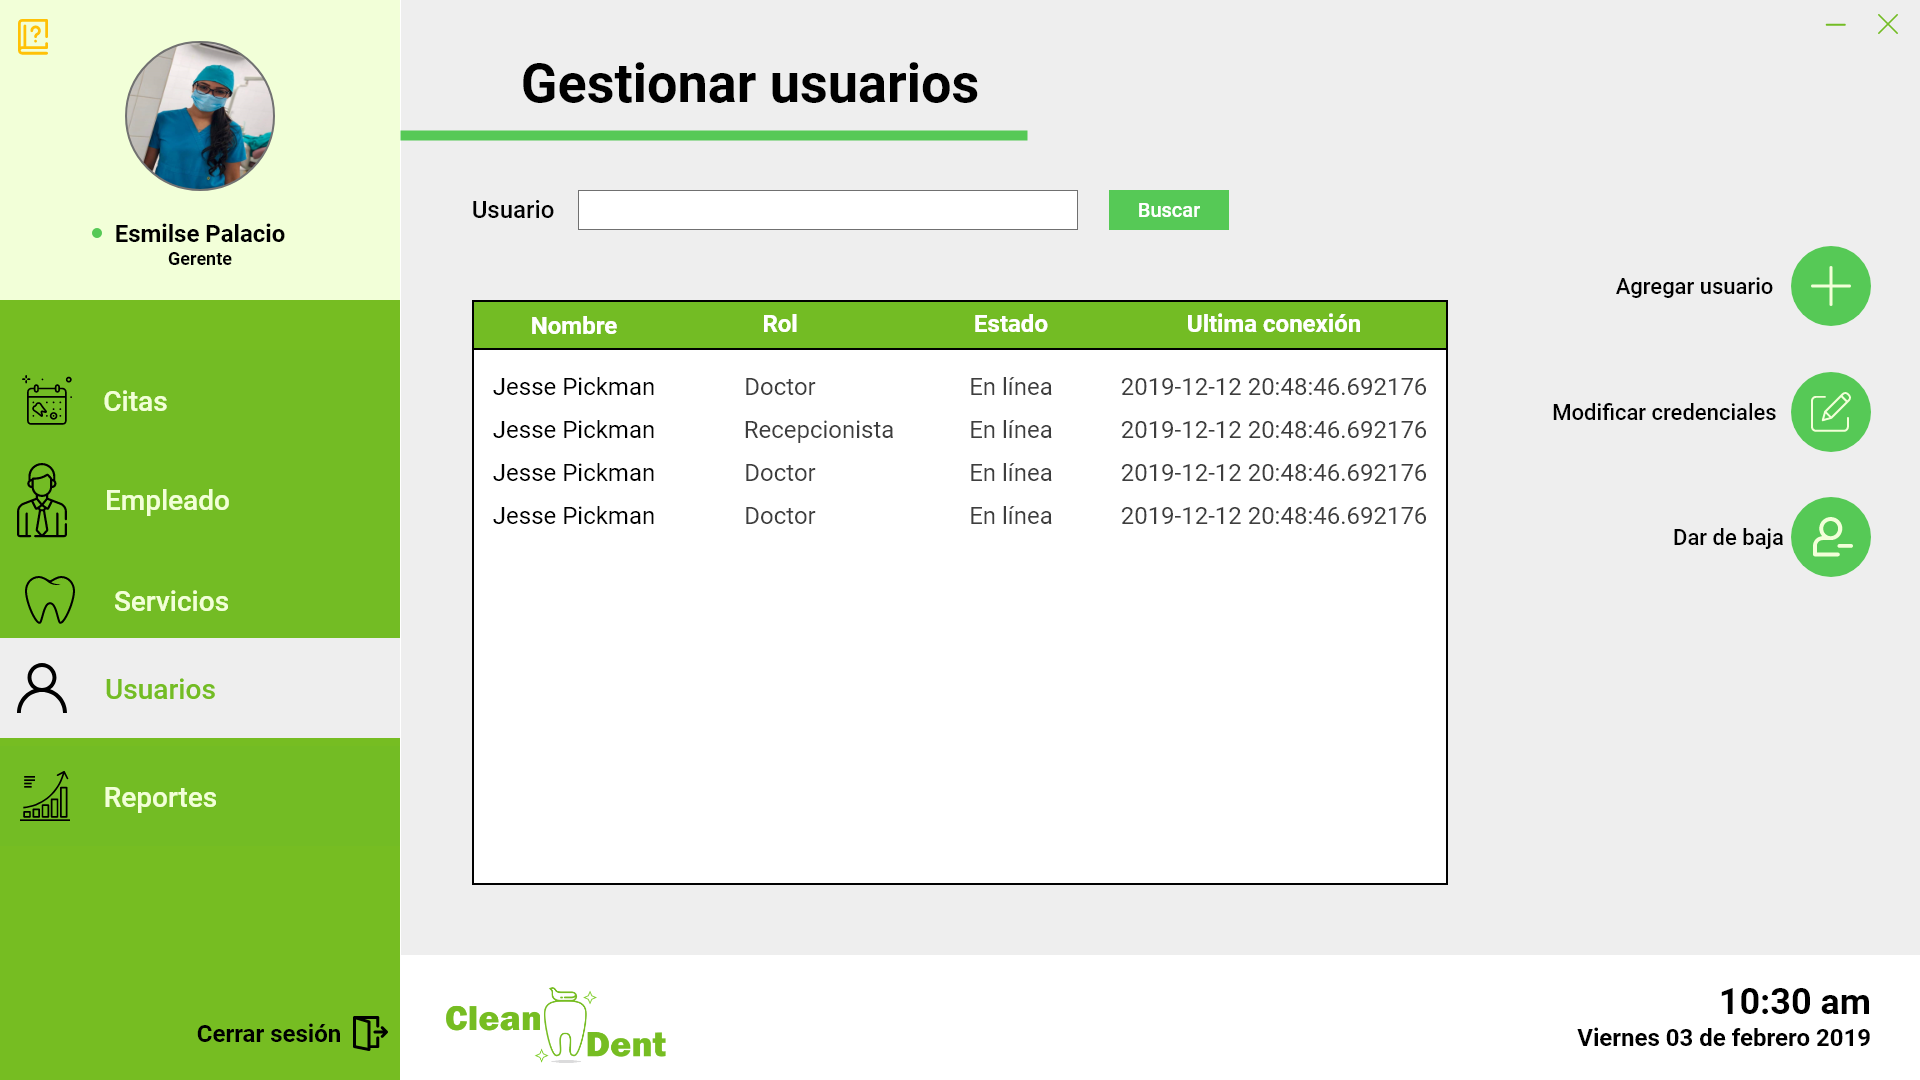 ?
Esmilse Palacio
Gerente
Citas
Empleado
Servicios
Usuarios
Reportes
Cerrar sesión
Gestionar usuarios
Usuario
Buscar
Nombre Rol Estado Ultima conexión
Jesse Pickman Doctor En línea 2019-12-12 20:48:46.692176
Jesse Pickman Recepcionista En línea 2019-12-12 20:48:46.692176
Jesse Pickman Doctor En línea 2019-12-12 20:48:46.692176
Jesse Pickman Doctor En línea 2019-12-12 20:48:46.692176
Agregar usuario
Modificar credenciales
Dar de baja
Clean
Dent
10:30 am
Viernes 03 de febrero 2019